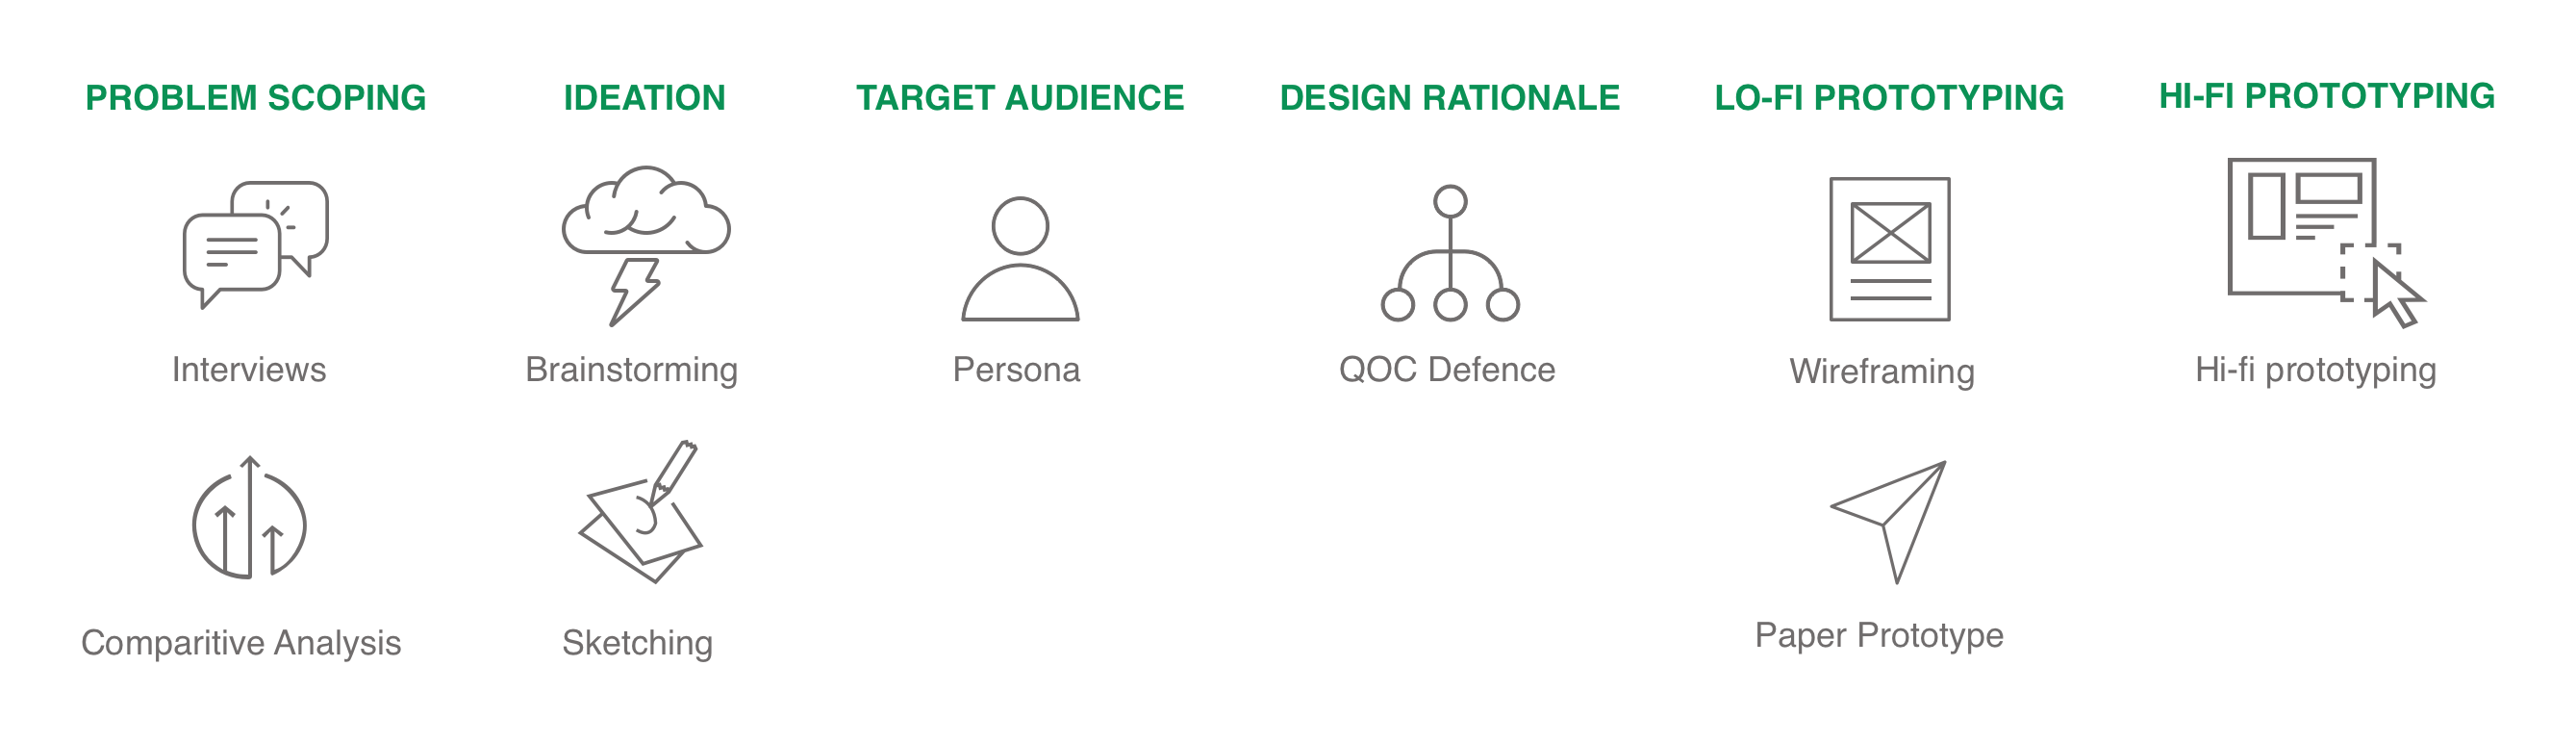 PROBLEM SCOPING
IDEATION
TARGET AUDIENCE
DESIGN RATIONALE
LO-FI PROTOTYPING
HI-FI PROTOTYPING
Interviews
Brainstorming
Persona
QOC Defence
Wireframing
Hi-fi prototyping
Comparitive Analysis
Sketching
Paper Prototype